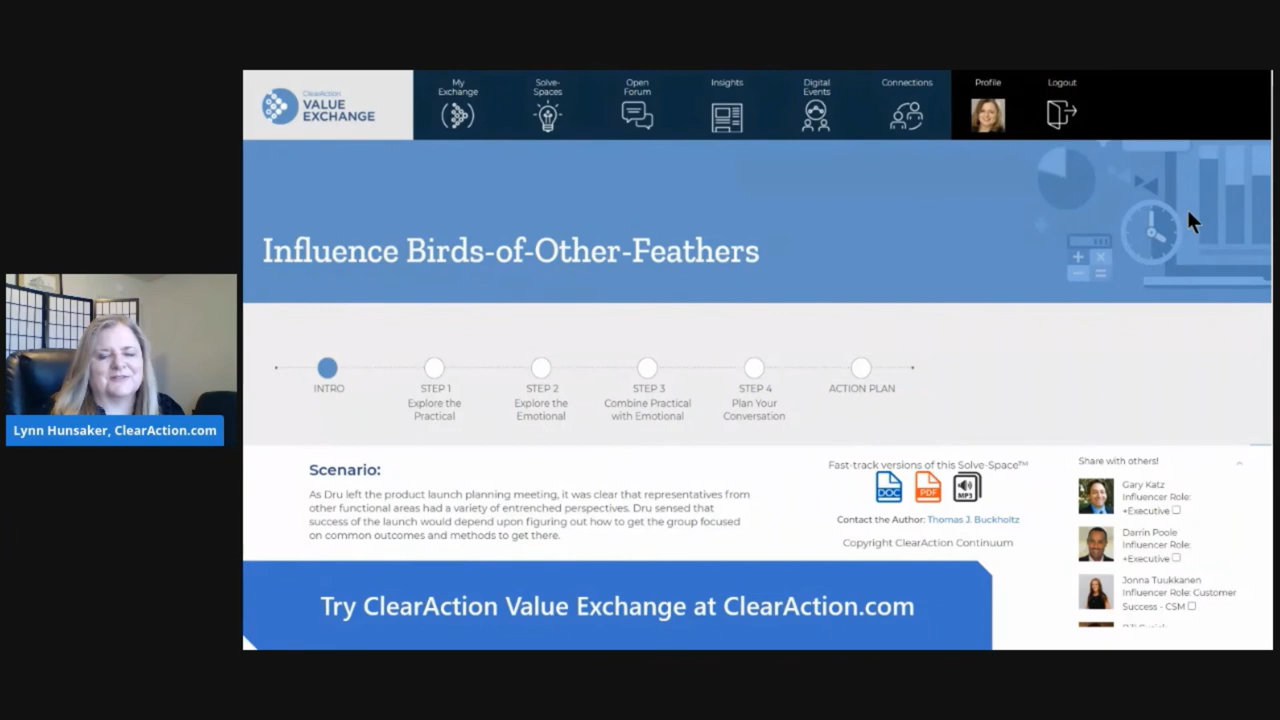 My
Exchange
Solve-
Spaces
Open
Forum
Insights
Digital
Events
Connections
Profile
Logout
ClearAction
VALUE
EXCHANGE
Influence Birds-of-Other-Feathers
INTRO
STEP 1
Explore the
Practical
STEP 2
Explore the
Emotional
STEP 3
Combine Practical
with Emotional
STEP 4
Plan Your
Conversation
ACTION PLAN
Lynn Hunsaker, ClearAction.com
Scenario:
As Dru left the product launch planning meeting, it was clear that representatives from
other functional areas had a variety of entrenched perspectives. Dru sensed that
success of the launch would depend upon figuring out how to get the group focused
on common outcomes and methods to get there.
Fast-track versions of this Solve-Space™
DOC
PDF
MP3
Contact the Author: Thomas J. Buckholtz
Copyright ClearAction Continuum
Share with others!
Gary Katz
Influencer Role:
+Executive
Darrin Poole
Influencer Role:
+Executive
Jonna Tuukkanen
Influencer Role: Customer
Success - CSM
Try ClearAction Value Exchange at ClearAction.com